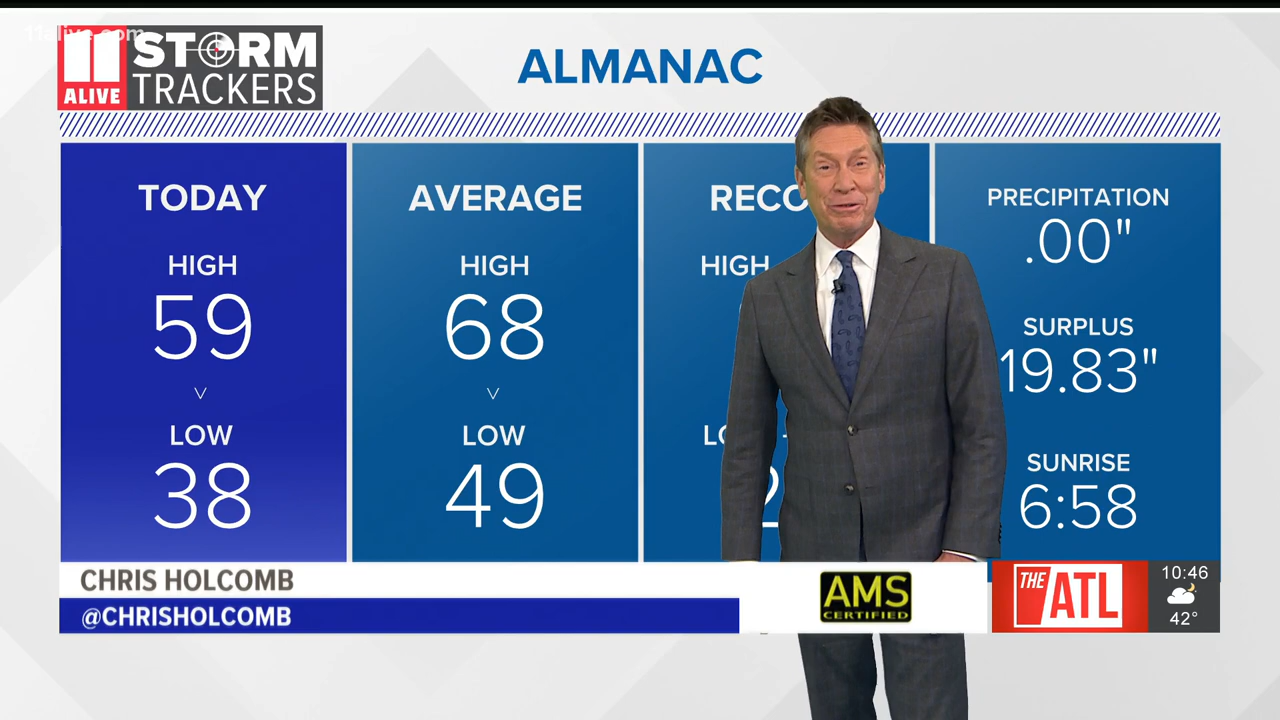 11alive.com
11 ALIVE
STORM
TRACKERS
ALMANAC
TODAY
HIGH
59
LOW
38
AVERAGE
HIGH
68
LOW
49
RECO
HIGH
PRECIPITATION
.00"
SURPLUS
19.83"
SUNRISE
6:58
CHRIS HOLCOMB
@CHRISHOLCOMB
AMS
CERTIFIED
THE ATL
10:46
42°